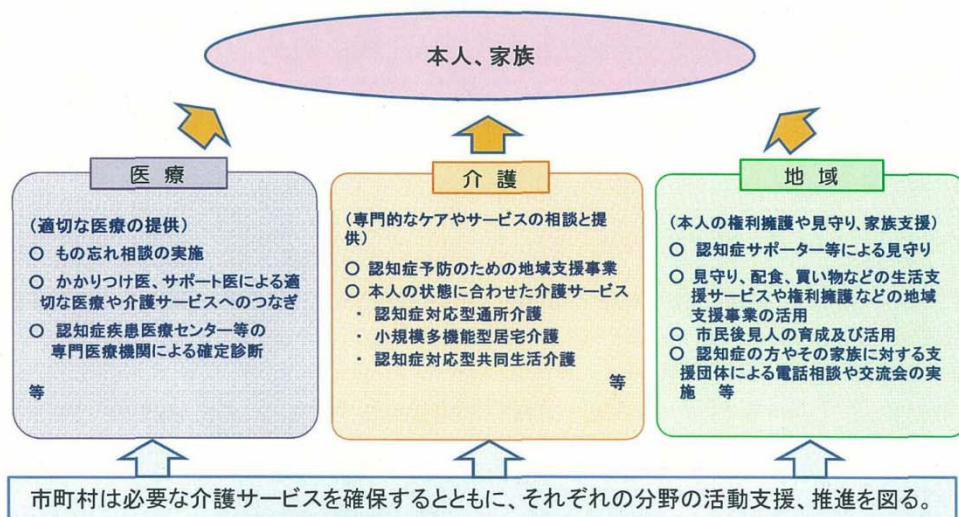 本人、家族
医 療
(適切な医療の提供)
○ もの忘れ相談の実施
○ かかりつけ医、サポート医による適
切な医療や介護サービスへのつなぎ
○ 認知症疾患医療センター等の
専門医療機関による確定診断
等
介 護
(専門的なケアやサービスの相談と提
供)
○ 認知症予防のための地域支援事業
○ 本人の状態に合わせた介護サービス
・ 認知症対応型通所介護
・ 小規模多機能型居宅介護
・ 認知症対応型共同生活介護
等
地 域
(本人の権利擁護や見守り、家族支援)
○ 認知症サポーター等による見守り
○ 見守り、配食、買い物などの生活支
援サービスや権利擁護などの地域
支援事業の活用
○ 市民後見人の育成及び活用
○ 認知症の方やその家族に対する支
援団体による電話相談や交流会の実
施 等
市町村は必要な介護サービスを確保するとともに、それぞれの分野の活動支援、推進を図る。